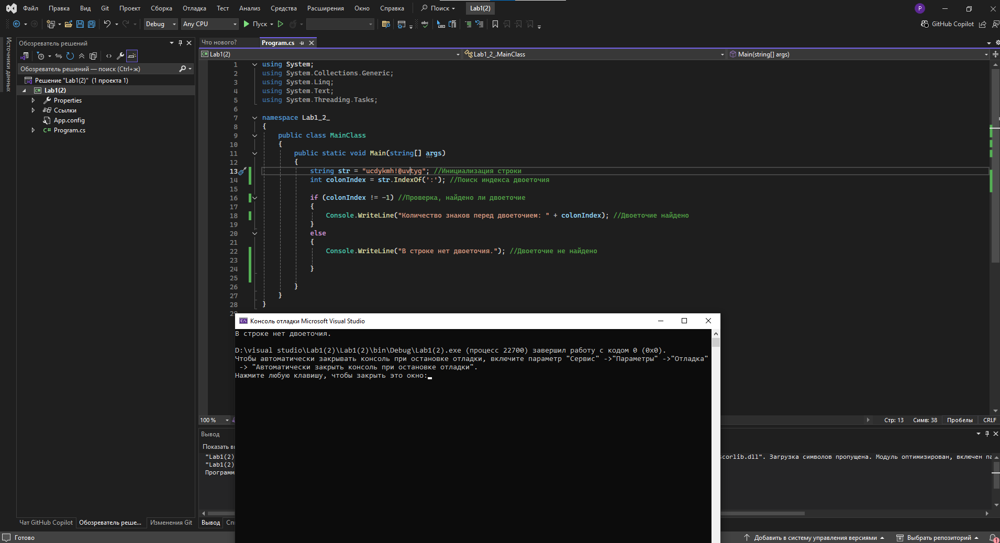 Файл Правка Вид Git Проект Сборка Отладка Тест Анализ Средства Расширения Окно Справка Поиск Lab1(2) P
Debug Any CPU Пуск abc GitHub Copilot
Источники данных
Обозреватель решений
Обозреватель решений — поиск (Ctrl+ж)
Решение "Lab1(2)" (1 проекта 1)
C# Lab1(2)
Properties
Ссылки
App.config
C# Program.cs
Что нового? Program.cs
C# Lab1(2) Lab1_2_.MainClass Main(string[] args)
1 using System;
2 using System.Collections.Generic;
3 using System.Linq;
4 using System.Text;
5 using System.Threading.Tasks;
6
7 namespace Lab1_2_
8 {
9 public class MainClass
10 {
11 public static void Main(string[] args)
12 {
13 string str = "ucdykmh!@uvtyg"; //Инициализация строки
14 int colonIndex = str.IndexOf(':'); //Поиск индекса двоеточия
15
16 if (colonIndex != -1) //Проверка, найдено ли двоеточие
17 {
18 Console.WriteLine("Количество знаков перед двоеточием: " + colonIndex); //Двоеточие найдено
19 }
20 else
21 {
22 Console.WriteLine("В строке нет двоеточия."); //Двоеточие не найдено
23
24 }
25
26 }
27 }
28 }
Консоль отладки Microsoft Visual Studio
В строке нет двоеточия.
D:\visual studio\Lab1(2)\Lab1(2)\bin\Debug\Lab1(2).exe (процесс 22700) завершил работу с кодом 0 (0x0).
Чтобы автоматически закрывать консоль при остановке отладки, включите параметр "Сервис" ->"Параметры" ->"Отладка"
-> "Автоматически закрыть консоль при остановке отладки".
Нажмите любую клавишу, чтобы закрыть это окно:
100 % Стр: 13 Симв: 38 Пробелы CRLF
Вывод
Показать
"Lab1(2)
"Lab1(2)
Программ
scorlib.dll". Загрузка символов пропущена. Модуль оптимизирован, включен
Чат GitHub Copilot Обозреватель реше... Изменения Git Вывод
Готово Добавить в систему управления версиями Выбрать репозиторий 1